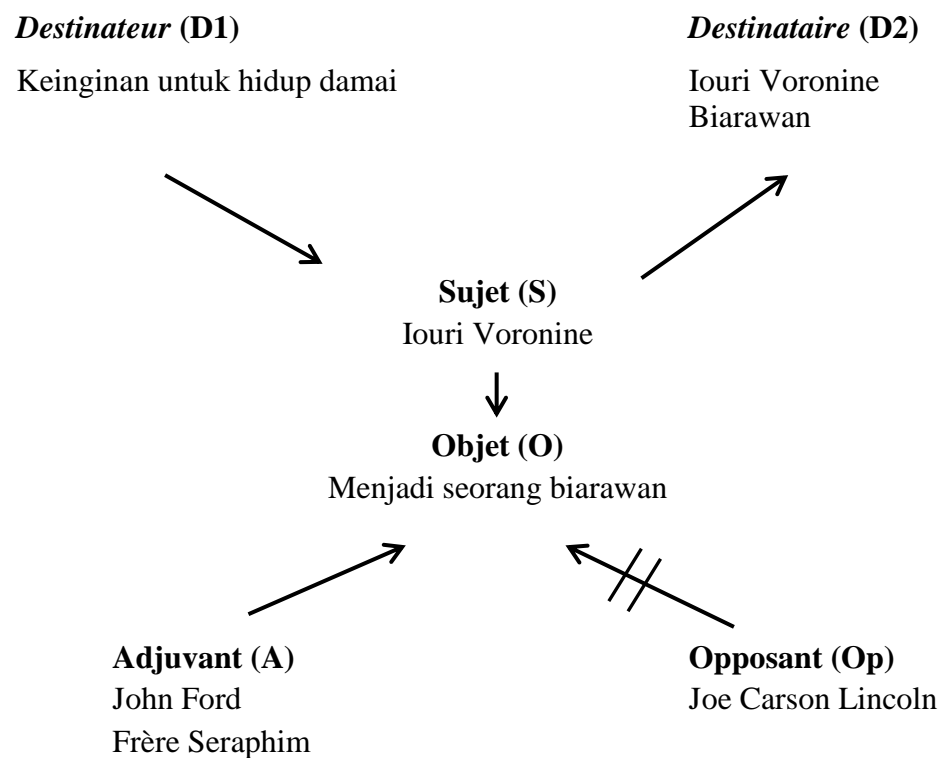 Destinateur (D1)
Keinginan untuk hidup damai
Destinataire (D2)
Iouri Voronine
Biarawan
Sujet (S)
Iouri Voronine
Objet (O)
Menjadi seorang biarawan
Adjuvant (A)
John Ford
Frère Seraphim
Opposant (Op)
Joe Carson Lincoln